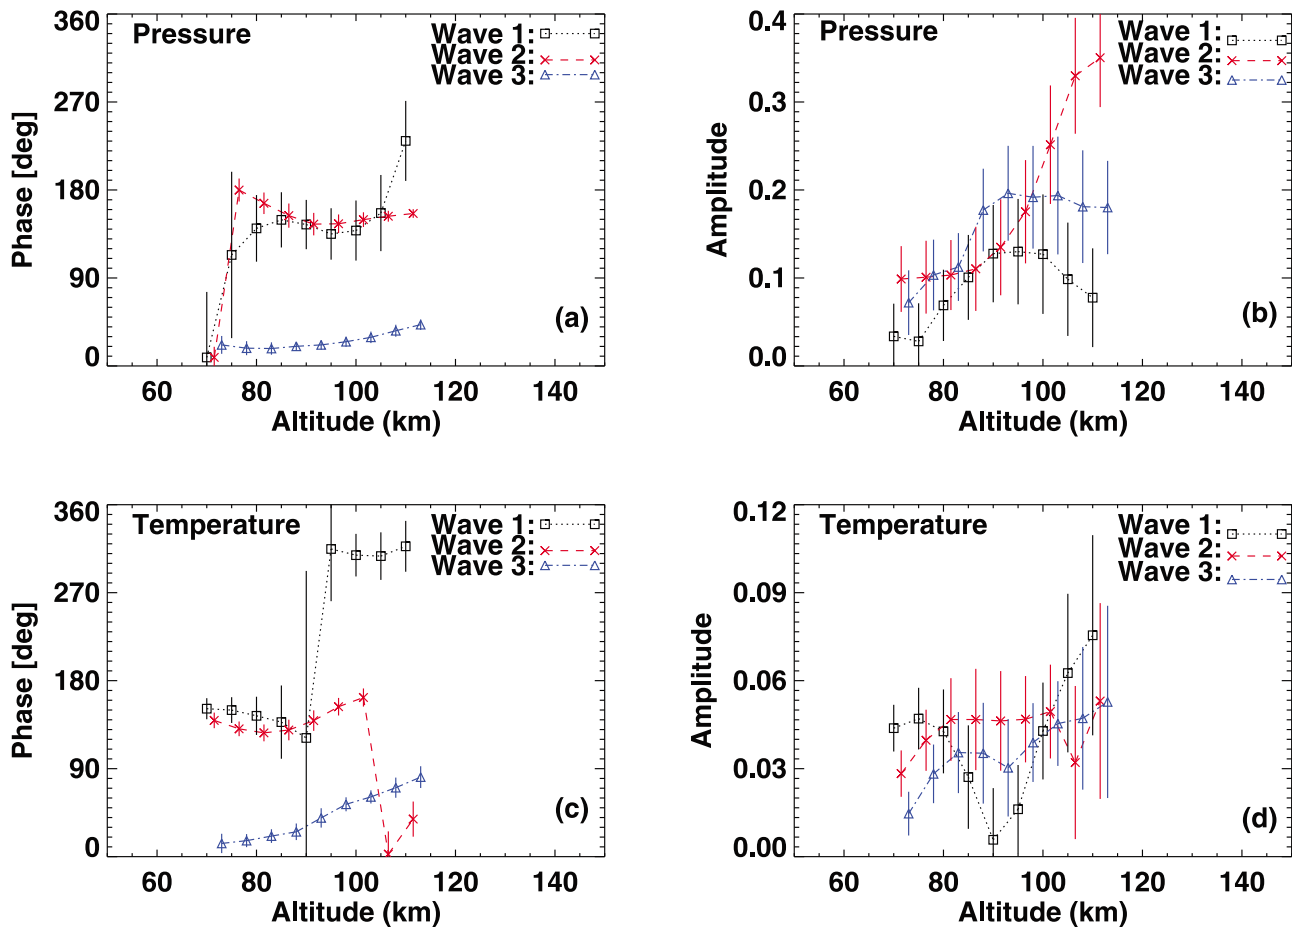 Pressure
Wave 1:
Wave 2:
Wave 3:
360
270
180
90
0
Phase [deg]
(a)
60 80 100 120 140
Altitude (km)
Pressure
Wave 1:
Wave 2:
Wave 3:
0.4
0.3
0.2
0.1
0.0
Amplitude
(b)
60 80 100 120 140
Altitude (km)
Temperature
Wave 1:
Wave 2:
Wave 3:
360
270
180
90
0
Phase [deg]
(c)
60 80 100 120 140
Altitude (km)
Temperature
Wave 1:
Wave 2:
Wave 3:
0.12
0.09
0.06
0.03
0.00
Amplitude
(d)
60 80 100 120 140
Altitude (km)